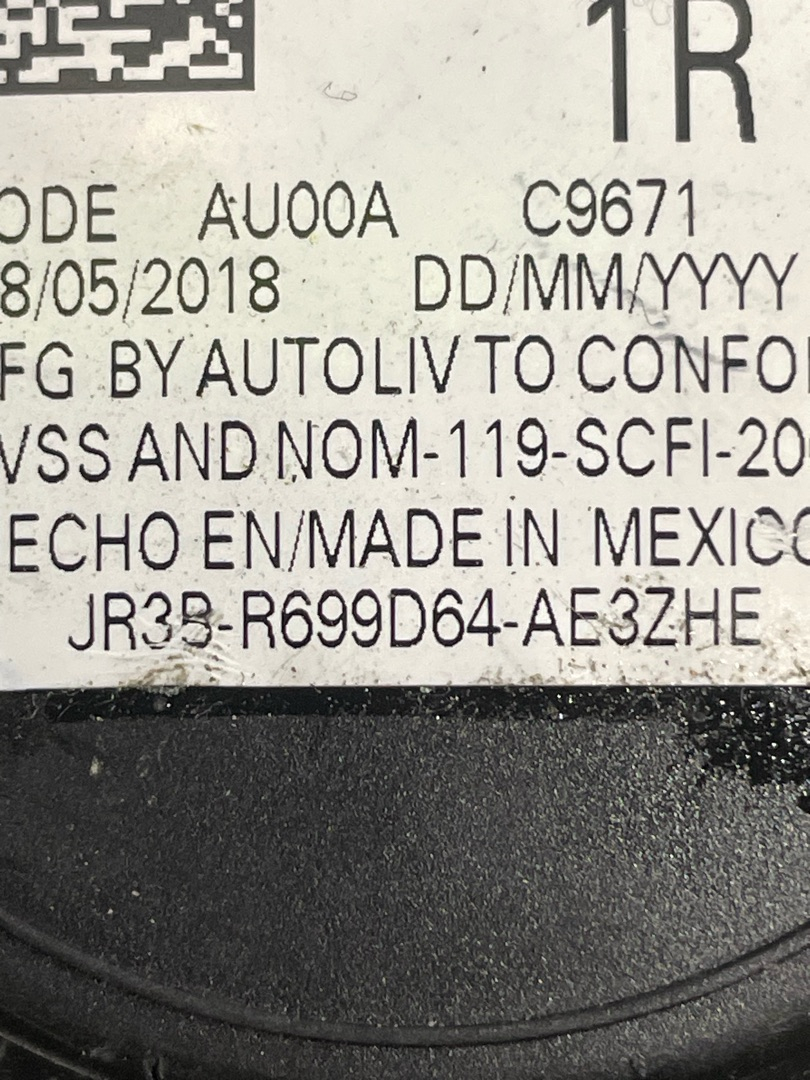 1R
ODE AU00A C9671
8/05/2018 DD/MM/YYYY
FG BY AUTOLIV TO CONFO
VSS AND NOM-119-SCFI-20
ECHO EN/MADE IN MEXICO
JR3B-R699D64-AE3ZHE